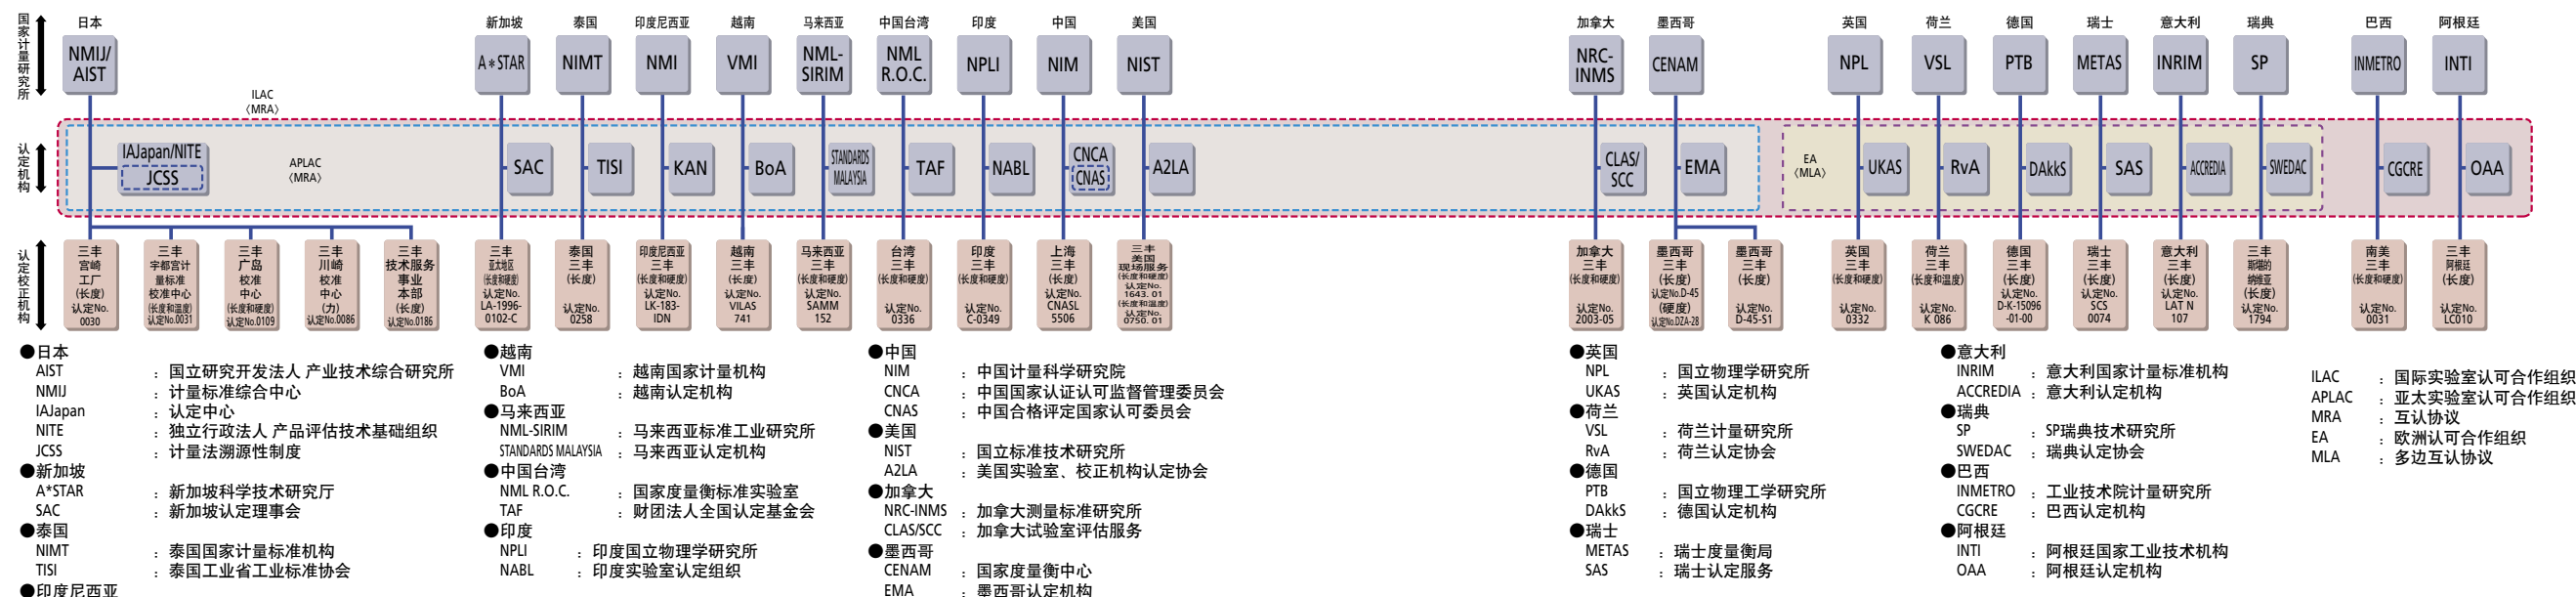 国家计量研究所
日本
NMIJ/
AIST
新加坡
A*STAR
泰国
NIMT
印度尼西亚
NMI
越南
VMI
马来西亚
NML-
SIRIM
中国台湾
NML
R.O.C.
印度
NPLI
中国
NIM
美国
NIST
加拿大
NRC-
INMS
墨西哥
CENAM
英国
NPL
荷兰
VSL
德国
PTB
瑞士
METAS
意大利
INRIM
瑞典
SP
巴西
INMETRO
阿根廷
INTI
ILAC
〈MRA〉
认定机构
IAJapan/NITE
JCSS
APLAC
〈MRA〉
SAC
TISI
KAN
BoA
STANDARDS
MALAYSIA
TAF
NABL
CNCA
CNAS
A2LA
CLAS/
SCC
EMA
EA
〈MLA〉
UKAS
RvA
DAkkS
SAS
ACCREDIA
SWEDAC
CGCRE
OAA
认定校正机构
三丰
宫崎
工厂
(长度)
认定No.
0030
三丰
宇都宫计
量标准
校准中心
(长度和温度)
认定No.0031
三丰
广岛
校准
中心
(长度和硬度)
认定No.0109
三丰
川崎
校准
中心
(力)
认定No.0086
三丰
技术服务
事业
本部
(长度)
认定No.0186
三丰
亚太地区
(长度和硬度)
认定No.
LA-1996-
0102-C
泰国
三丰
(长度)
认定No.
0258
印度尼西亚
三丰
(长度和硬度)
认定No.
LK-183-
IDN
越南
三丰
(长度)
认定No.
VILAS
741
马来西亚
三丰
(长度和硬度)
认定No.
SAMM
152
台湾
三丰
(长度和硬度)
认定No.
0336
印度
三丰
(长度和硬度)
认定No.
C-0349
上海
三丰
(长度和硬度)
认定No.
CNASL
5506
三丰
美国
现场服务
(长度和硬度)
认定No.
1643. 01
(长度和温度)
认定No.
0750. 01
加拿大
三丰
(长度和硬度)
认定No.
2003-05
墨西哥
三丰
(长度)
认定No.D-45
(硬度)
认定No.DZA-28
墨西哥
三丰
(长度)
认定No.
D-45-S1
英国
三丰
(长度和硬度)
认定No.
0332
荷兰
三丰
(长度和温度)
认定No.
K 086
德国
三丰
(长度)
认定No.
D-K-15096
-01-00
瑞士
三丰
(长度)
认定No.
SCS
0074
意大利
三丰
(长度)
认定No.
LAT N
107
三丰
斯堪的
纳维亚
(长度)
认定No.
1794
南美
三丰
(长度和硬度)
认定No.
0031
三丰
阿根廷
(长度)
认定No.
LC010
●日本
AIST : 国立研究开发法人 产业技术综合研究所
NMIJ : 计量标准综合中心
IAJapan : 认定中心
NITE : 独立行政法人 产品评估技术基础组织
JCSS : 计量法溯源性制度
●新加坡
A*STAR : 新加坡科学技术研究厅
SAC : 新加坡认定理事会
●泰国
NIMT : 泰国国家计量标准机构
TISI : 泰国工业省工业标准协会
●印度尼西亚
●越南
VMI : 越南国家计量机构
BoA : 越南认定机构
●马来西亚
NML-SIRIM : 马来西亚标准工业研究所
STANDARDS MALAYSIA : 马来西亚认定机构
●中国台湾
NML R.O.C. : 国家度量衡标准实验室
TAF : 财团法人全国认定基金会
●印度
NPLI : 印度国立物理学研究所
NABL : 印度实验室认定组织
●中国
NIM : 中国计量科学研究院
CNCA : 中国国家认证认可监督管理委员会
CNAS : 中国合格评定国家认可委员会
●美国
NIST : 国立标准技术研究所
A2LA : 美国实验室、校正机构认定协会
●加拿大
NRC-INMS : 加拿大测量标准研究所
CLAS/SCC : 加拿大试验室评估服务
●墨西哥
CENAM : 国家度量衡中心
EMA : 墨西哥认定机构
●英国
NPL : 国立物理学研究所
UKAS : 英国认定机构
●荷兰
VSL : 荷兰计量研究所
RvA : 荷兰认定协会
●德国
PTB : 国立物理工学研究所
DAkkS : 德国认定机构
●瑞士
METAS : 瑞士度量衡局
SAS : 瑞士认定服务
●意大利
INRIM : 意大利国家计量标准机构
ACCREDIA : 意大利认定机构
●瑞典
SP : SP瑞典技术研究所
SWEDAC : 瑞典认定协会
●巴西
INMETRO : 工业技术院计量研究所
CGCRE : 巴西认定机构
●阿根廷
INTI : 阿根廷国家工业技术机构
OAA : 阿根廷认定机构
ILAC : 国际实验室认可合作组织
APLAC : 亚太实验室认可合作组织
MRA : 互认协议
EA : 欧洲认可合作组织
MLA : 多边互认协议